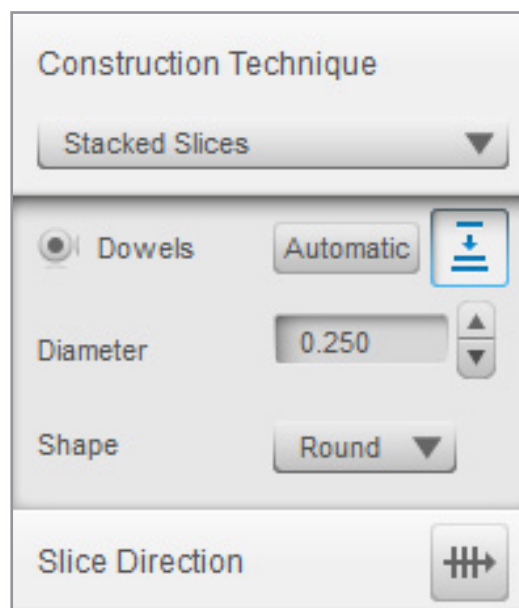 Construction Technique
Stacked Slices
Dowels Automatic
Diameter 0.250
Shape Round
Slice Direction